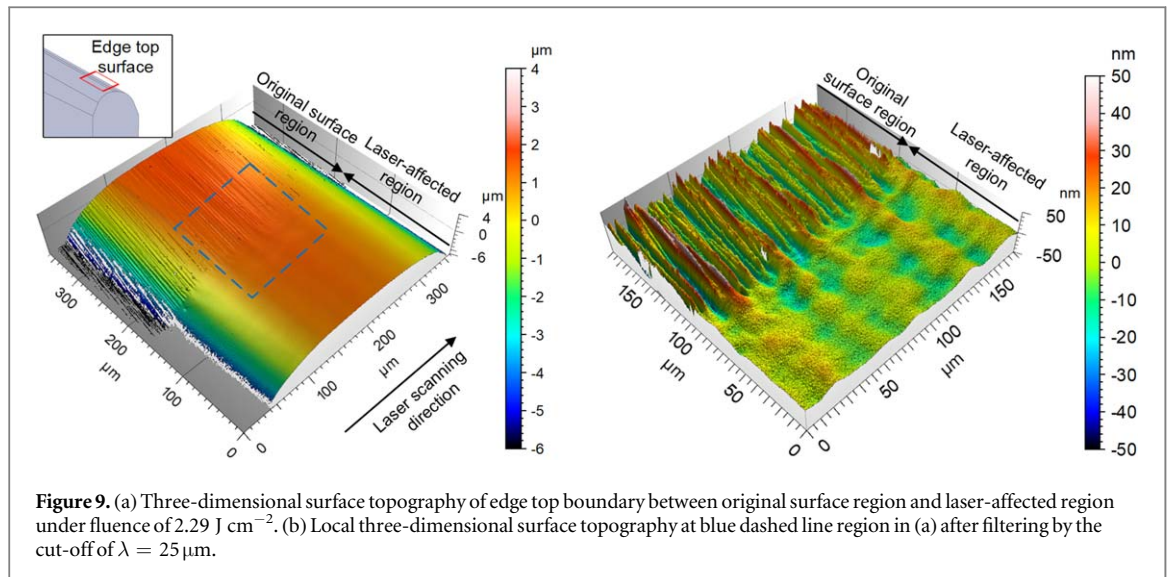 Edge top
surface
Original surface
region
Laser-affected
region
Laser scanning
direction
µm
4
3
2
1
0
-1
-2
-3
-4
-5
-6
µm
4
0
-6
300
200
100
0
µm
0
100
200
300
µm
Original
surface region
Laser-affected
region
nm
50
40
30
20
10
0
-10
-20
-30
-40
-50
nm
50
0
-50
150
100
50
0
µm
0
50
100
150
µm
Figure 9. (a) Three-dimensional surface topography of edge top boundary between original surface region and laser-affected region
under fluence of 2.29 J cm⁻². (b) Local three-dimensional surface topography at blue dashed line region in (a) after filtering by the
cut-off of λ = 25 µm.